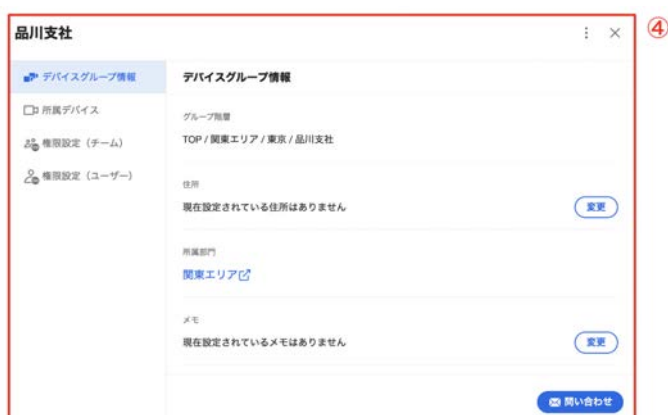 品川支社
④
デバイスグループ情報
所属デバイス
権限設定（チーム）
権限設定（ユーザー）
デバイスグループ情報
グループ階層
TOP / 関東エリア / 東京 / 品川支社
住所
現在設定されている住所はありません
変更
所属部門
関東エリア
メモ
現在設定されているメモはありません
変更
問い合わせ